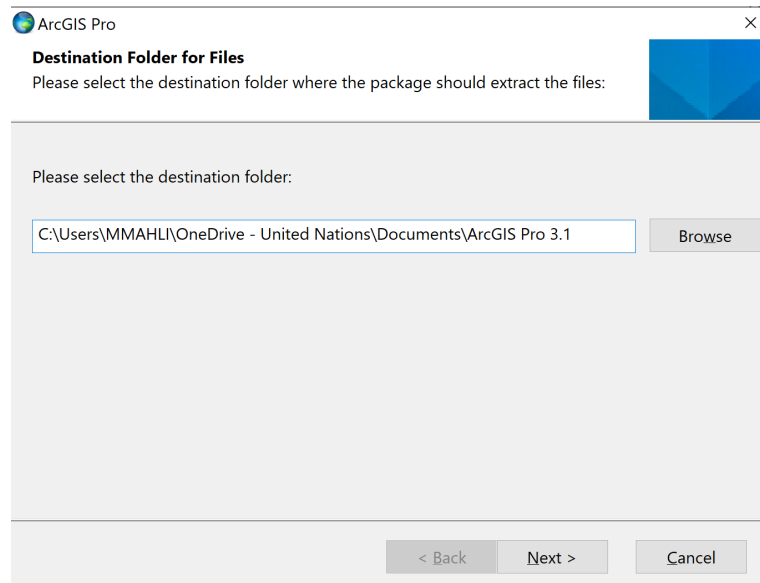 ArcGIS Pro
Destination Folder for Files
Please select the destination folder where the package should extract the files:
Please select the destination folder:
C:\Users\MMAHLI\OneDrive - United Nations\Documents\ArcGIS Pro 3.1
Browse
< Back
Next >
Cancel